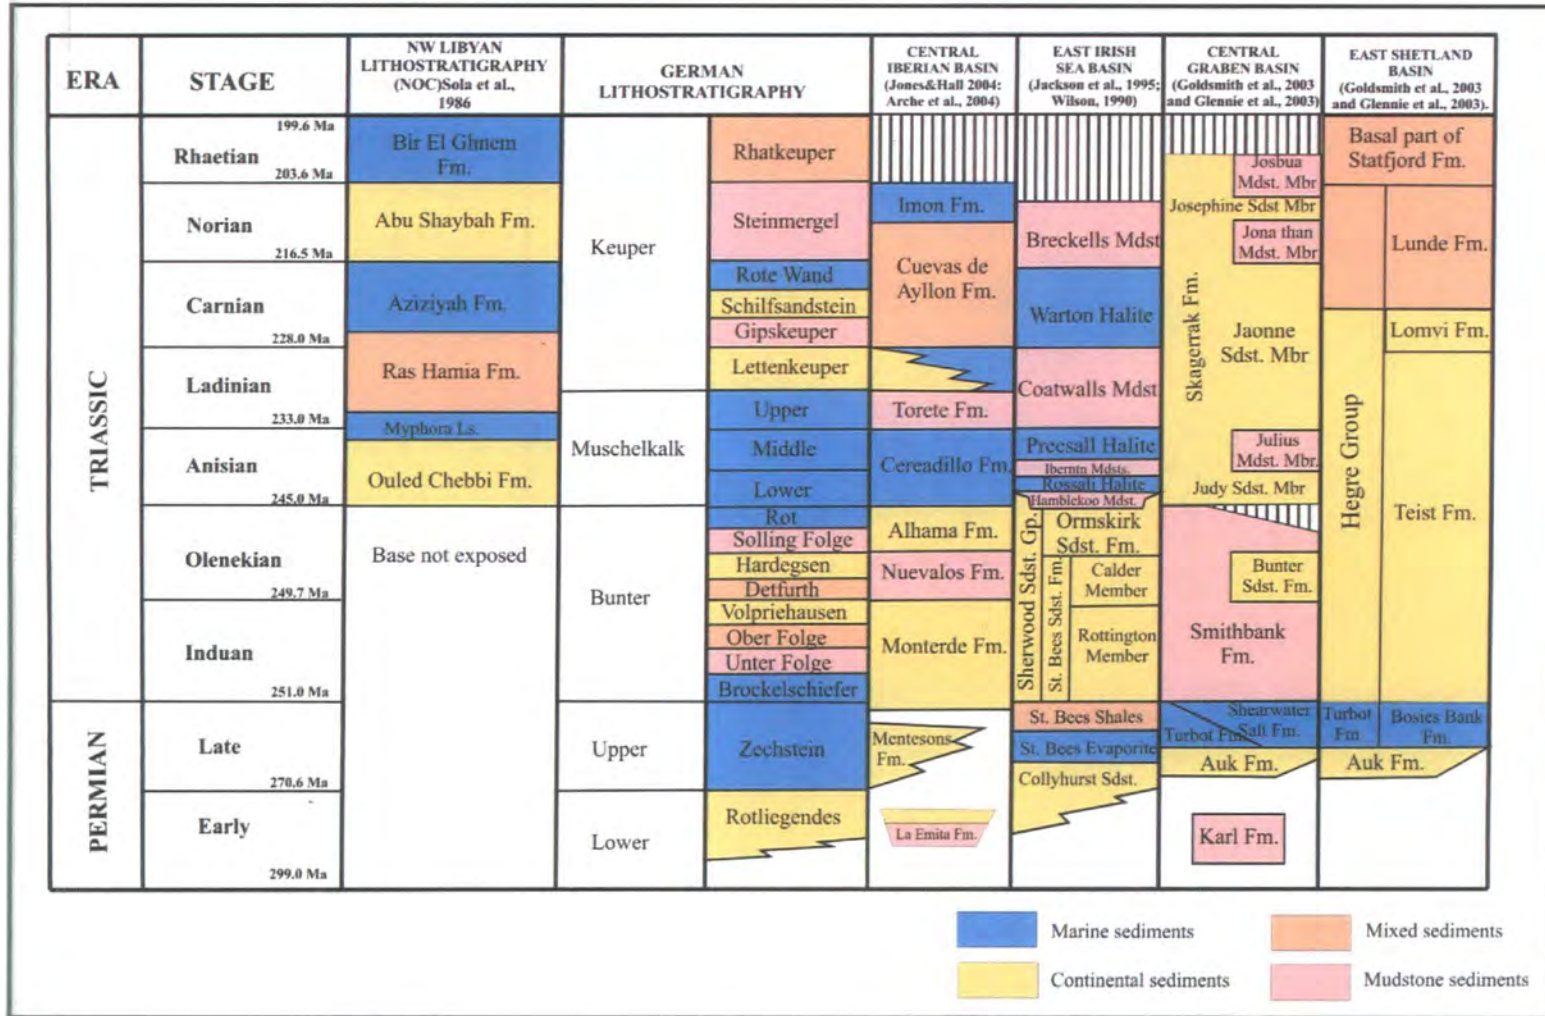 ERA
STAGE
NW LIBYAN
LITHOSTRATIGRAPHY
(NOC)Sola et al.,
1986
GERMAN
LITHOSTRATIGRAPHY
CENTRAL
IBERIAN BASIN
(Jones&Hall 2004:
Arche et al., 2004)
EAST IRISH
SEA BASIN
(Jackson et al., 1995;
Wilson, 1990)
CENTRAL
GRABEN BASIN
(Goldsmith et al., 2003
and Glennie et al., 2003)
EAST SHETLAND
BASIN
(Goldsmith et al., 2003
and Glennie et al., 2003).
TRIASSIC
PERMIAN
199.6 Ma
Rhaetian
203.6 Ma
Norian
216.5 Ma
Carnian
228.0 Ma
Ladinian
233.0 Ma
Anisian
245.0 Ma
Olenekian
249.7 Ma
Induan
251.0 Ma
Late
270.6 Ma
Early
299.0 Ma
Bir El Ghnem
Fm.
Abu Shaybah Fm.
Aziziyah Fm.
Ras Hamia Fm.
Myphora Ls.
Ouled Chebbi Fm.
Base not exposed
Keuper
Muschelkalk
Bunter
Upper
Lower
Rhatkeuper
Steinmergel
Rote Wand
Schilfsandstein
Gipskeuper
Lettenkeuper
Upper
Middle
Lower
Rot
Solling Folge
Hardegsen
Detfurth
Volpriehausen
Ober Folge
Unter Folge
Brockelschiefer
Zechstein
Rotliegendes
Imon Fm.
Cuevas de
Ayllon Fm.
Torete Fm.
Cereadillo Fm.
Alhama Fm.
Nuevalos Fm.
Monterde Fm.
Mentesons
Fm.
La Emita Fm.
Breckells Mdst
Warton Halite
Coatwalls Mdst
Preesall Halite
Iberntn Mdsts.
Rossall Halite
Hamblekoo Mdst.
Sherwood Sdst. Gp.
Ormskirk
Sdst. Fm.
St. Bees Sdst. Fm.
Calder
Member
Rottington
Member
St. Bees Shales
St. Bees Evaporite
Collyhurst Sdst.
Skagerrak Fm.
Josbua
Mdst. Mbr
Josephine Sdst Mbr
Jona than
Mdst. Mbr
Jaonne
Sdst. Mbr
Julius
Mdst. Mbr.
Judy Sdst. Mbr
Bunter
Sdst. Fm.
Smithbank
Fm.
Shearwater
Salt Fm.
Turbot Fm.
Auk Fm.
Karl Fm.
Basal part of
Statfjord Fm.
Lunde Fm.
Lomvi Fm.
Hegre Group
Teist Fm.
Turbot
Fm
Bosies Bank
Fm.
Auk Fm.
Marine sediments
Mixed sediments
Continental sediments
Mudstone sediments